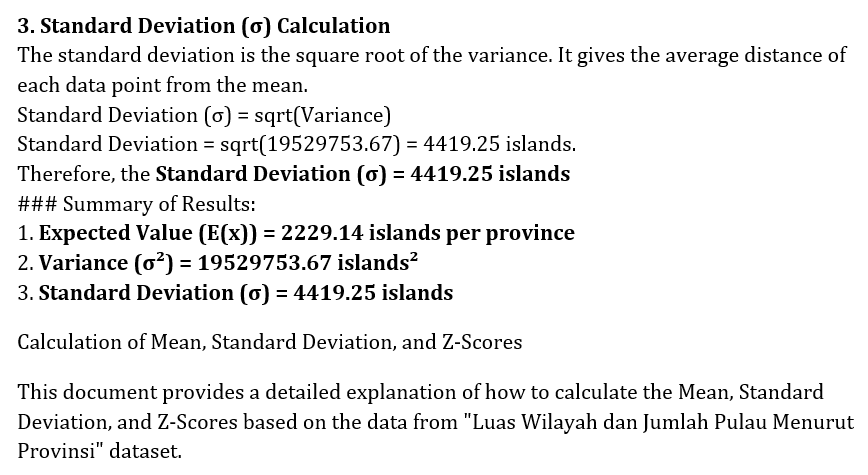 3. Standard Deviation (σ) Calculation
The standard deviation is the square root of the variance. It gives the average distance of
each data point from the mean.
Standard Deviation (σ) = sqrt(Variance)
Standard Deviation = sqrt(19529753.67) = 4419.25 islands.
Therefore, the Standard Deviation (σ) = 4419.25 islands
### Summary of Results:
1. Expected Value (E(x)) = 2229.14 islands per province
2. Variance (σ²) = 19529753.67 islands²
3. Standard Deviation (σ) = 4419.25 islands
Calculation of Mean, Standard Deviation, and Z-Scores
This document provides a detailed explanation of how to calculate the Mean, Standard
Deviation, and Z-Scores based on the data from "Luas Wilayah dan Jumlah Pulau Menurut
Provinsi" dataset.